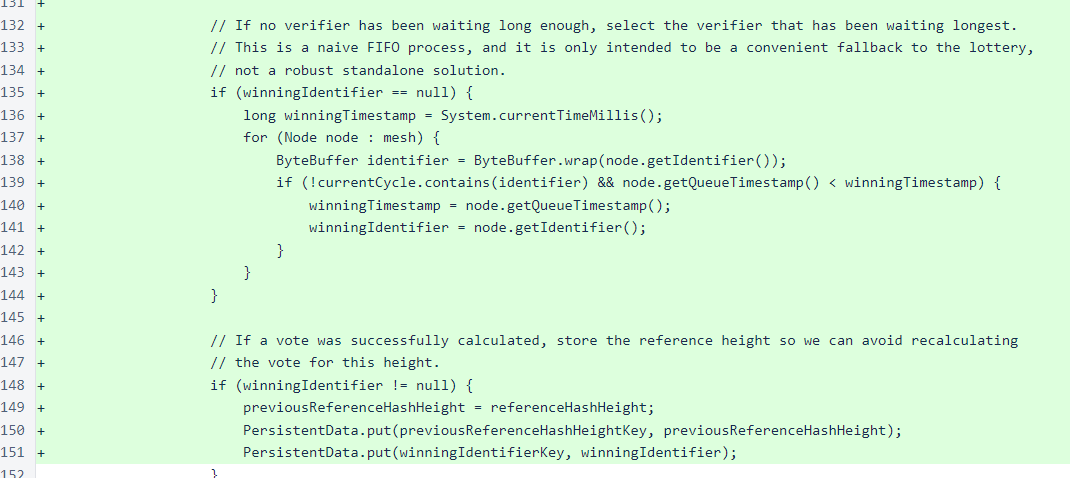 131 +
132 + // If no verifier has been waiting long enough, select the verifier that has been waiting longest.
133 + // This is a naive FIFO process, and it is only intended to be a convenient fallback to the lottery,
134 + // not a robust standalone solution.
135 + if (winningIdentifier == null) {
136 + long winningTimestamp = System.currentTimeMillis();
137 + for (Node node : mesh) {
138 + ByteBuffer identifier = ByteBuffer.wrap(node.getIdentifier());
139 + if (!currentCycle.contains(identifier) && node.getQueueTimestamp() < winningTimestamp) {
140 + winningTimestamp = node.getQueueTimestamp();
141 + winningIdentifier = node.getIdentifier();
142 + }
143 + }
144 + }
145 +
146 + // If a vote was successfully calculated, store the reference height so we can avoid recalculating
147 + // the vote for this height.
148 + if (winningIdentifier != null) {
149 + previousReferenceHashHeight = referenceHashHeight;
150 + PersistentData.put(previousReferenceHashHeightKey, previousReferenceHashHeight);
151 + PersistentData.put(winningIdentifierKey, winningIdentifier);
152 }